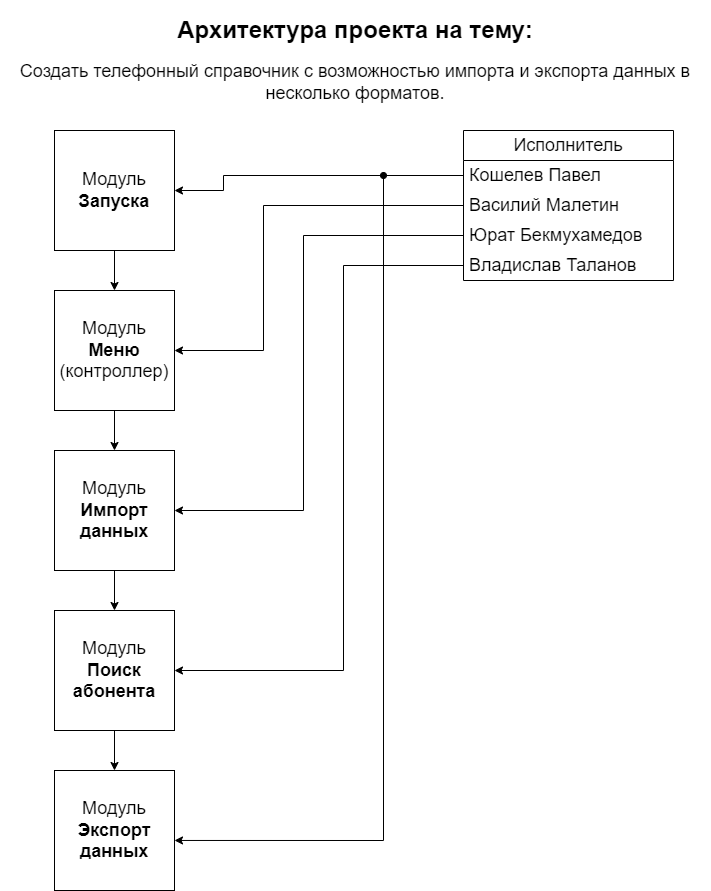 Архитектура проекта на тему:
Создать телефонный справочник с возможностью импорта и экспорта данных в
несколько форматов.
Исполнитель
Кошелев Павел
Василий Малетин
Юрат Бекмухамедов
Владислав Таланов
Модуль
Запуска
Модуль
Меню
(контроллер)
Модуль
Импорт
данных
Модуль
Поиск
абонента
Модуль
Экспорт
данных